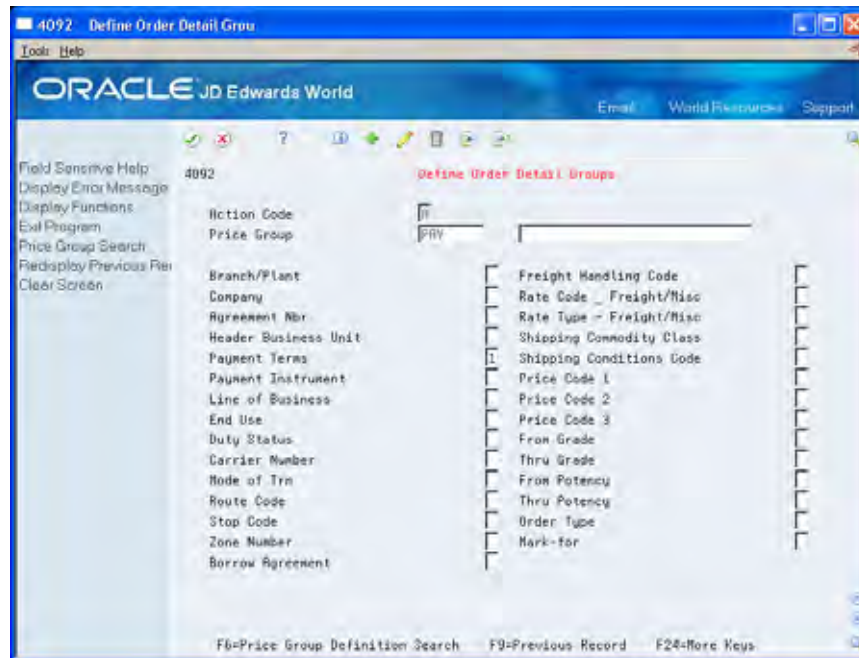 4092 Define Order Detail Grou
Tools Help
ORACLE JD Edwards World
Email World Resources Support
Field Sensitive Help
Display Error Message
Display Functions
Exit Program
Price Group Search
Redisplay Previous Rec
Clear Screen
?
4092 Define Order Detail Groups
Action Code A
Price Group PAY
Branch/Plant Freight Handling Code
Company Rate Code _ Freight/Misc
Agreement Nbr Rate Type - Freight/Misc
Header Business Unit Shipping Commodity Class
Payment Terms 1 Shipping Conditions Code
Payment Instrument Price Code 1
Line of Business Price Code 2
End Use Price Code 3
Duty Status From Grade
Carrier Number Thru Grade
Mode of Trn From Potency
Route Code Thru Potency
Stop Code Order Type
Zone Number Mark-for
Borrow Agreement
F6=Price Group Definition Search F9=Previous Record F24=More Keys